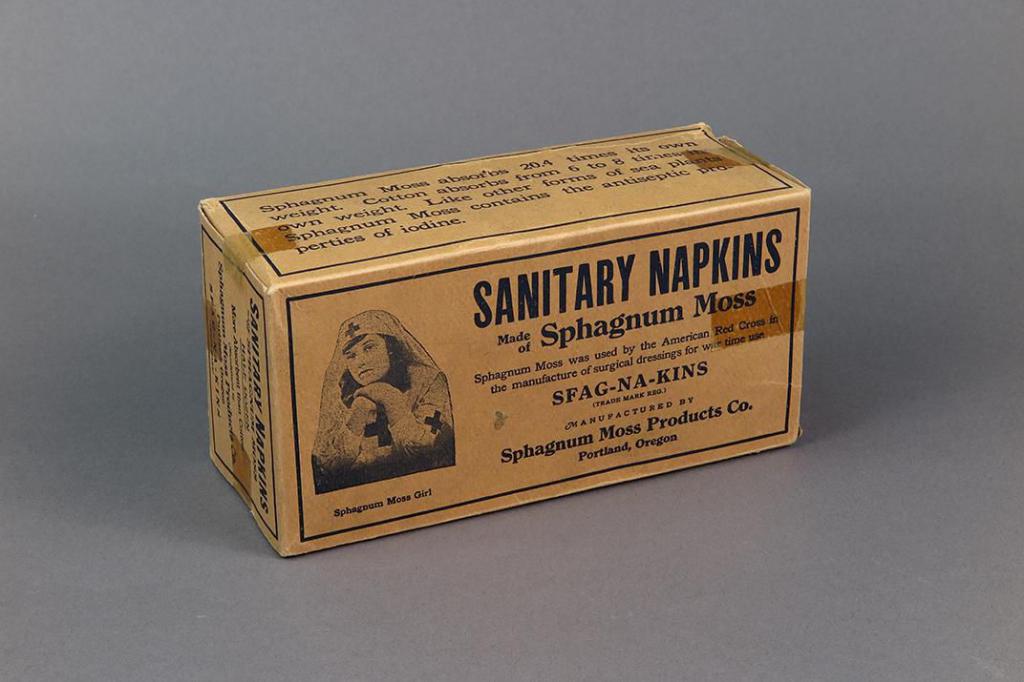 Sphagnum Moss absorbs 20.4 times its own
weight. Cotton absorbs from 6 to 8 times its
own weight. Like other forms of sea plants
Sphagnum Moss contains the antiseptic pro-
perties of iodine.
SANITARY NAPKINS
Made of Sphagnum Moss
Sphagnum Moss was used by the American Red Cross in
the manufacture of surgical dressings for war time use.
SFAG-NA-KINS
(TRADE MARK REG.)
MANUFACTURED BY
Sphagnum Moss Products Co.
Portland, Oregon
Sphagnum Moss Girl
SANITARY NAPKINS